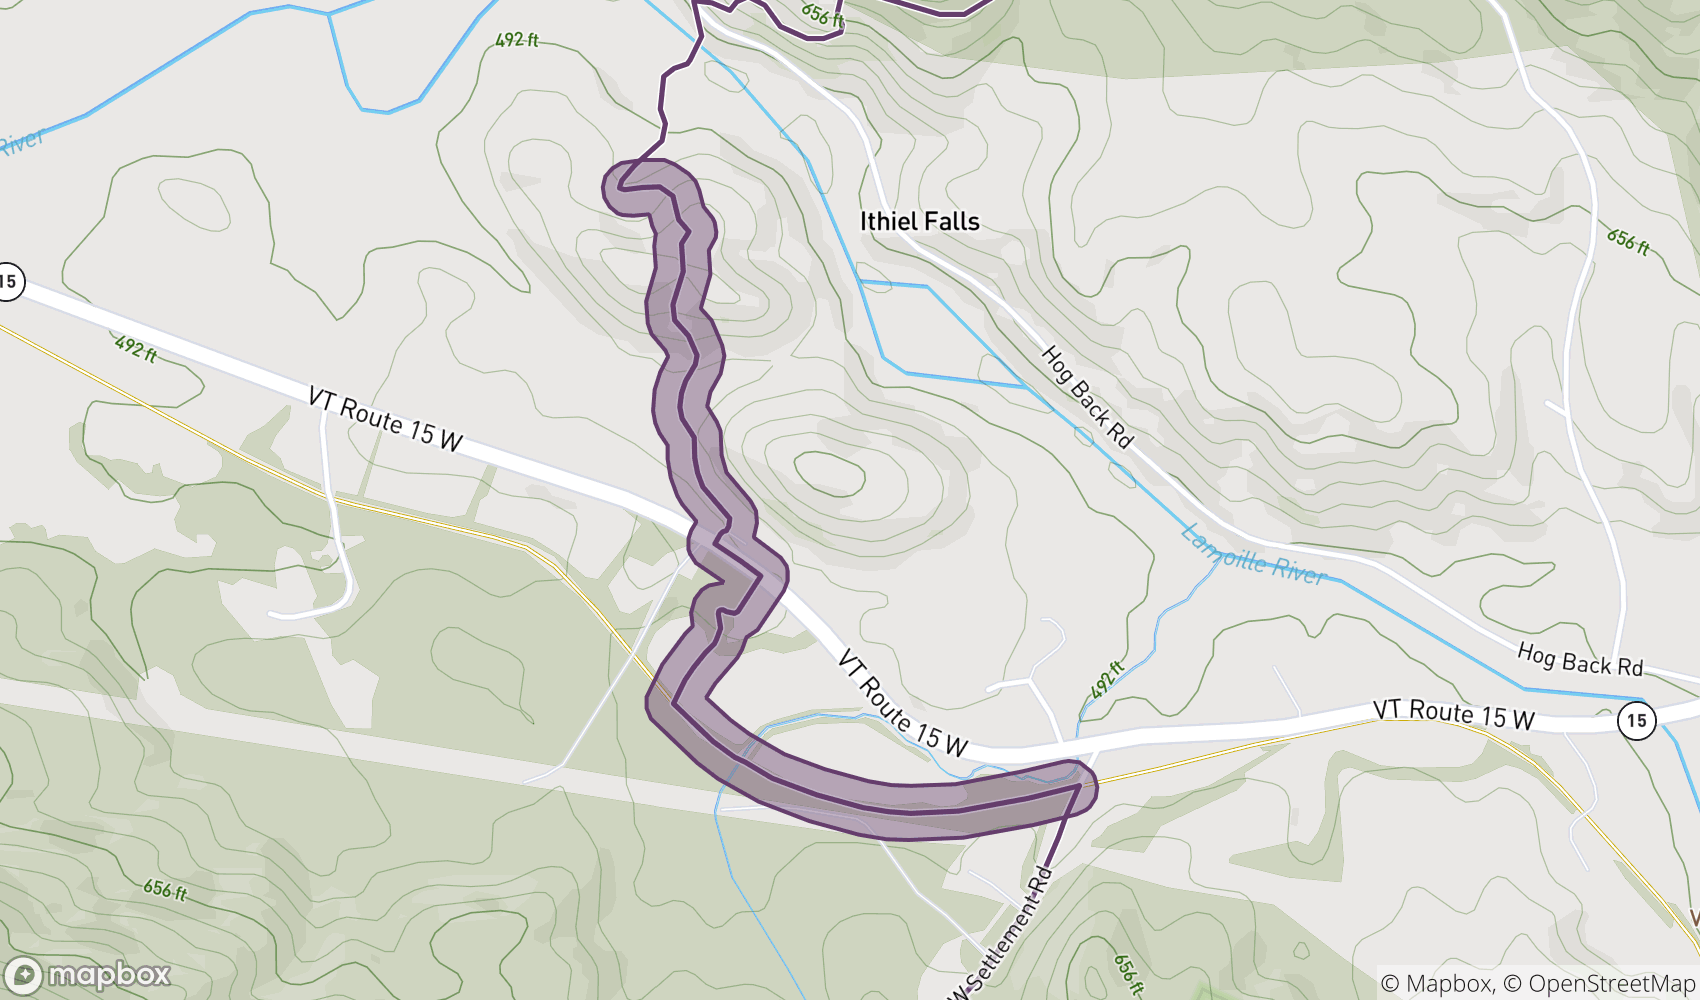 656 ft
492 ft
River
Ithiel Falls
656 ft
15
492 ft
Hog Back Rd
VT Route 15 W
Lamoille River
Hog Back Rd
VT Route 15 W
492 ft
VT Route 15 W
15
656 ft
W Settlement Rd
656 ft
mapbox
© Mapbox, © OpenStreetMap